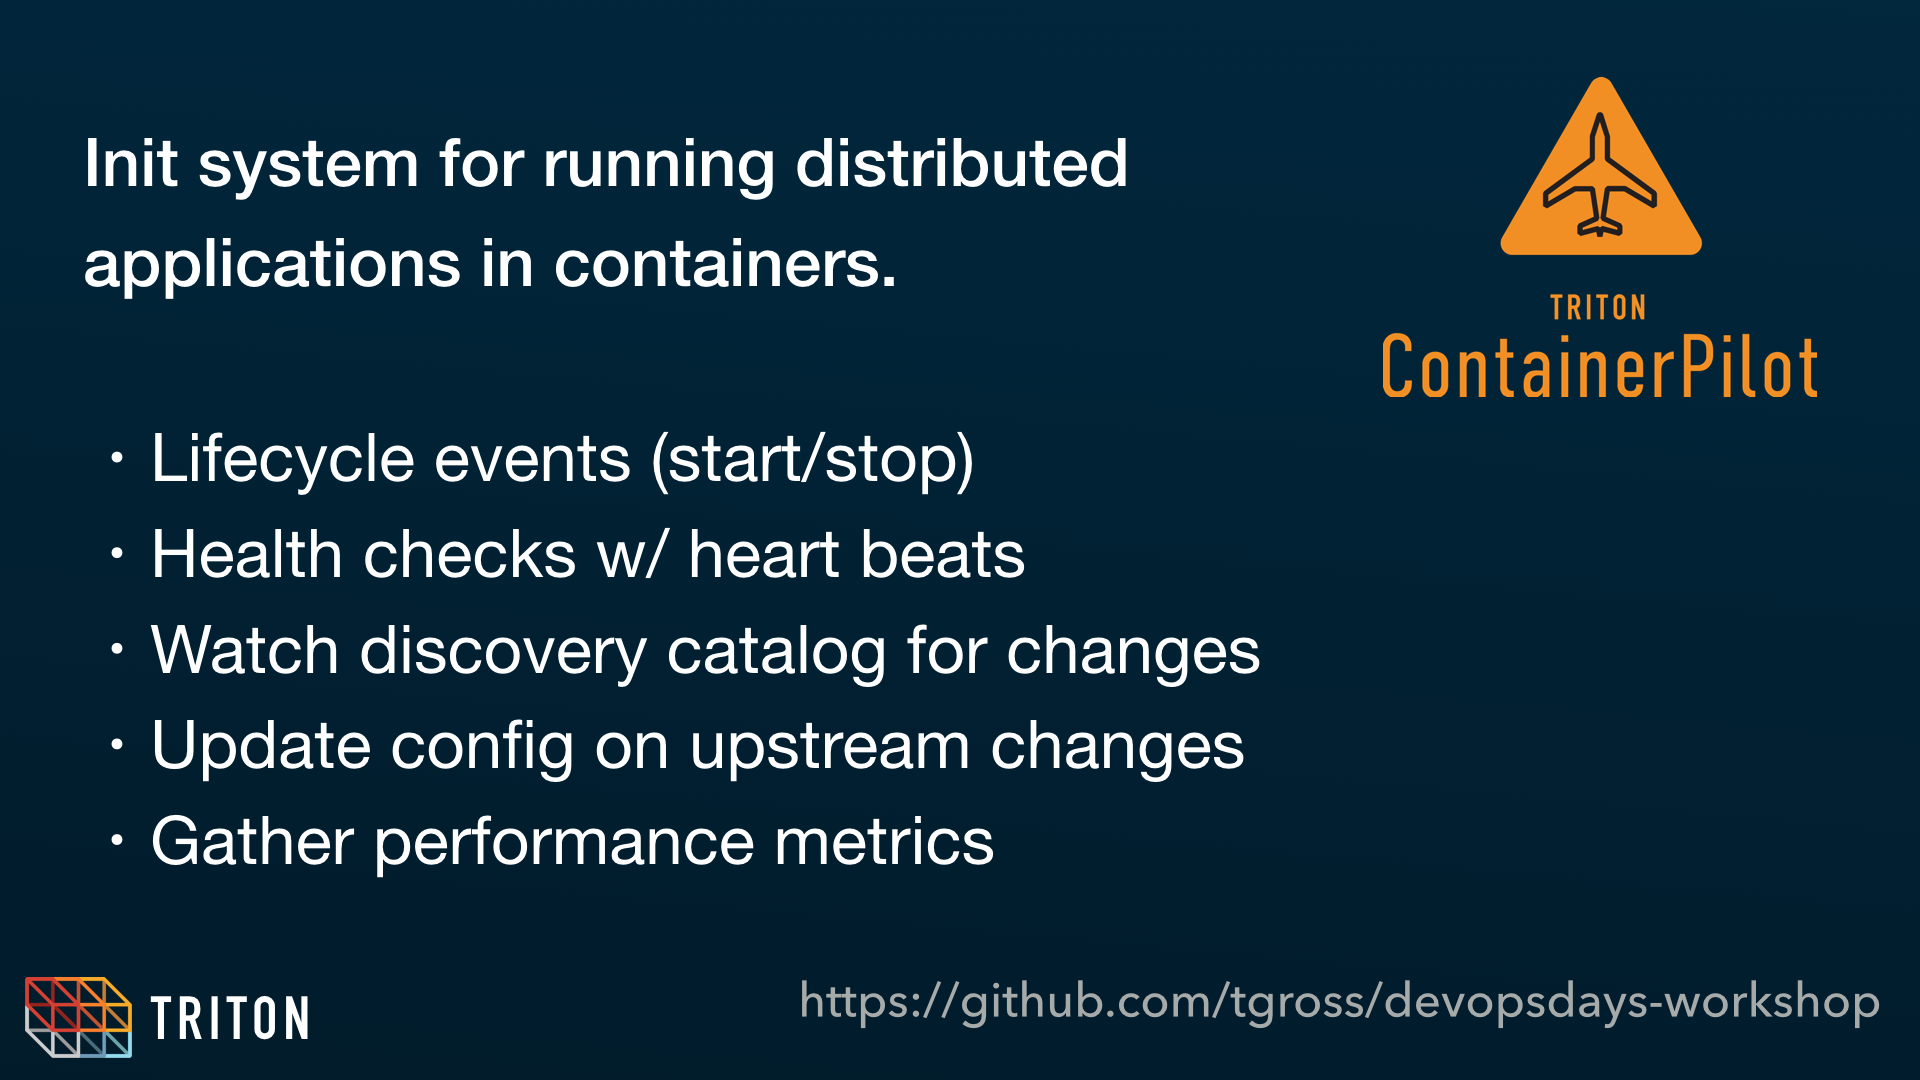 Init system for running distributed
applications in containers.
TRITON
ContainerPilot
• Lifecycle events (start/stop)
• Health checks w/ heart beats
• Watch discovery catalog for changes
• Update config on upstream changes
• Gather performance metrics
TRITON
https://github.com/tgross/devopsdays-workshop